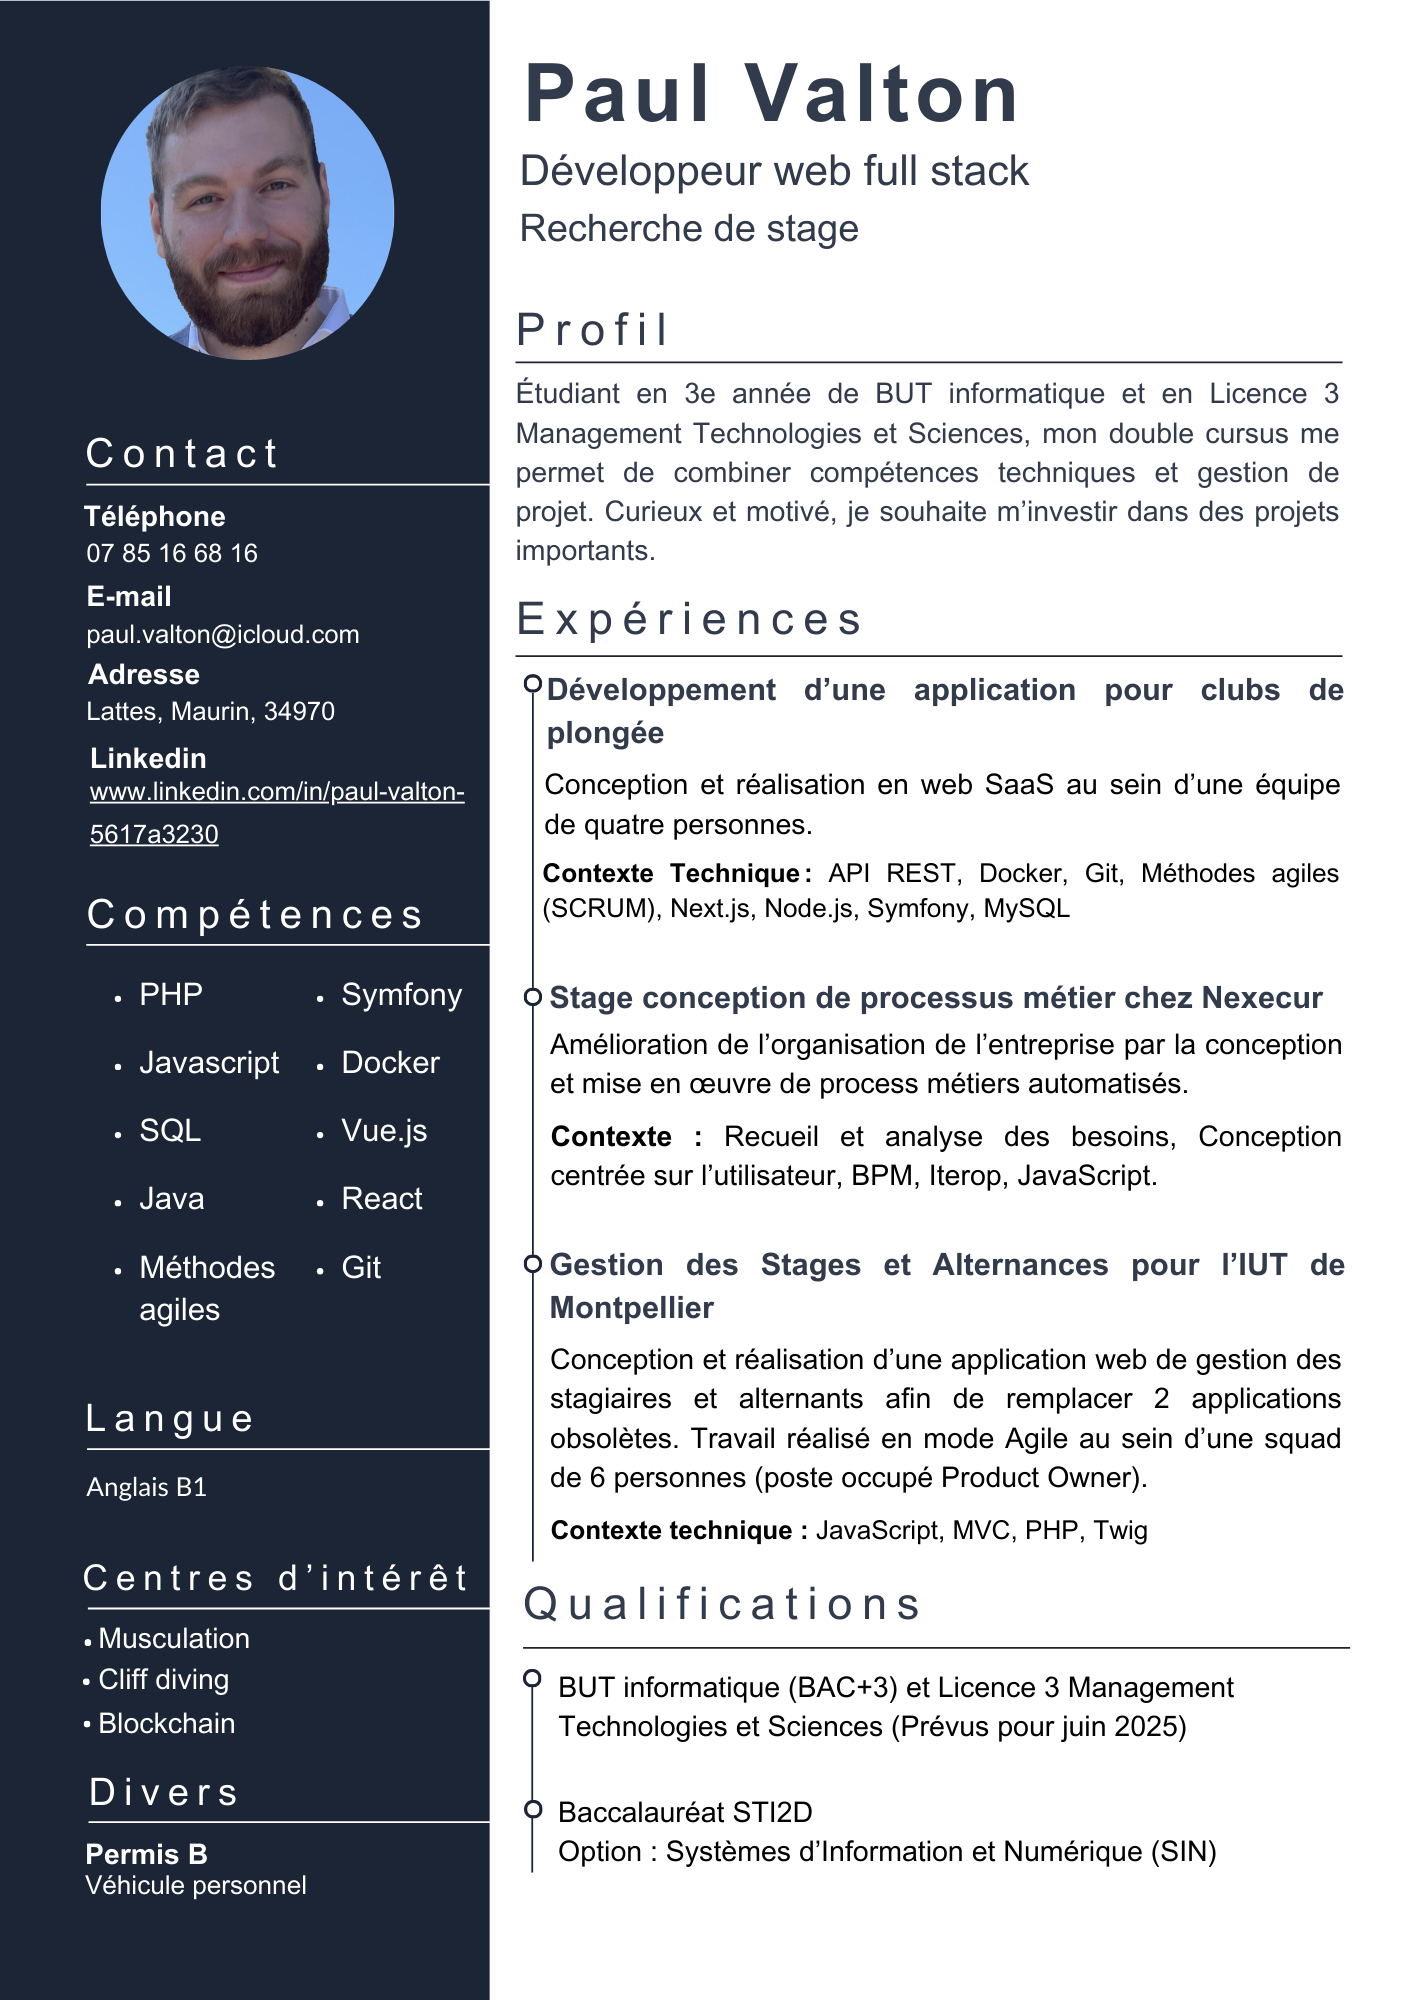 Paul Valton
Développeur web full stack
Recherche de stage
Contact
Téléphone
07 85 16 68 16
E-mail
paul.valton@icloud.com
Adresse
Lattes, Maurin, 34970
Linkedin
www.linkedin.com/in/paul-valton-
5617a3230
Compétences
• PHP
• Javascript
• SQL
• Java
• Méthodes
agiles
• Symfony
• Docker
• Vue.js
• React
• Git
Langue
Anglais B1
Centres d’intérêt
• Musculation
• Cliff diving
• Blockchain
Divers
Permis B
Véhicule personnel
Profil
Étudiant en 3e année de BUT informatique et en Licence 3
Management Technologies et Sciences, mon double cursus me
permet de combiner compétences techniques et gestion de
projet. Curieux et motivé, je souhaite m’investir dans des projets
importants.
Expériences
Développement d’une application pour clubs de
plongée
Conception et réalisation en web SaaS au sein d’une équipe
de quatre personnes.
Contexte Technique : API REST, Docker, Git, Méthodes agiles
(SCRUM), Next.js, Node.js, Symfony, MySQL
Stage conception de processus métier chez Nexecur
Amélioration de l’organisation de l’entreprise par la conception
et mise en œuvre de process métiers automatisés.
Contexte : Recueil et analyse des besoins, Conception
centrée sur l’utilisateur, BPM, Iterop, JavaScript.
Gestion des Stages et Alternances pour l’IUT de
Montpellier
Conception et réalisation d’une application web de gestion des
stagiaires et alternants afin de remplacer 2 applications
obsolètes. Travail réalisé en mode Agile au sein d’une squad
de 6 personnes (poste occupé Product Owner).
Contexte technique : JavaScript, MVC, PHP, Twig
Qualifications
BUT informatique (BAC+3) et Licence 3 Management
Technologies et Sciences (Prévus pour juin 2025)
Baccalauréat STI2D
Option : Systèmes d’Information et Numérique (SIN)